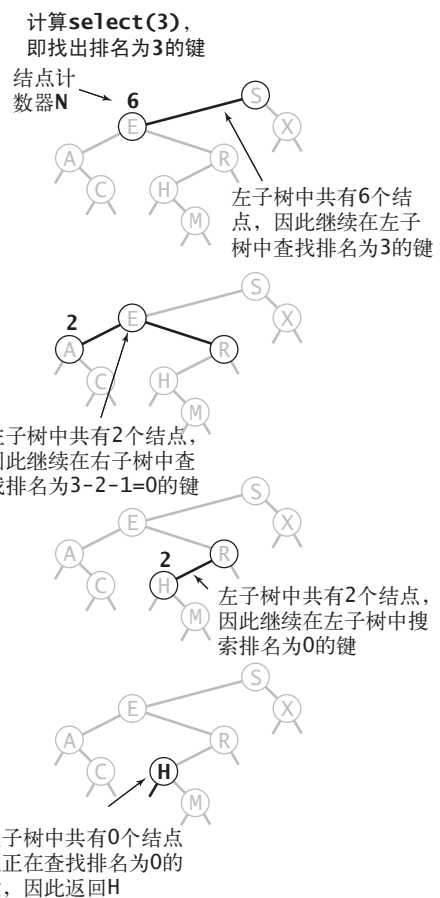 计算select(3),
即找出排名为3的键
结点计
数器N
6
S
E
X
A
R
C
H
M
左子树中共有6个结
点，因此继续在左子
树中查找排名为3的键
S
2
E
X
A
R
C
H
M
子树中共有2个结点，
此继续在右子树中查
排名为3-2-1=0的键
S
E
X
2
A
R
C
H
M
左子树中共有2个结点，
因此继续在左子树中搜
索排名为0的键
S
E
X
A
R
C
H
M
子树中共有0个结点
正在查找排名为0的
，因此返回H